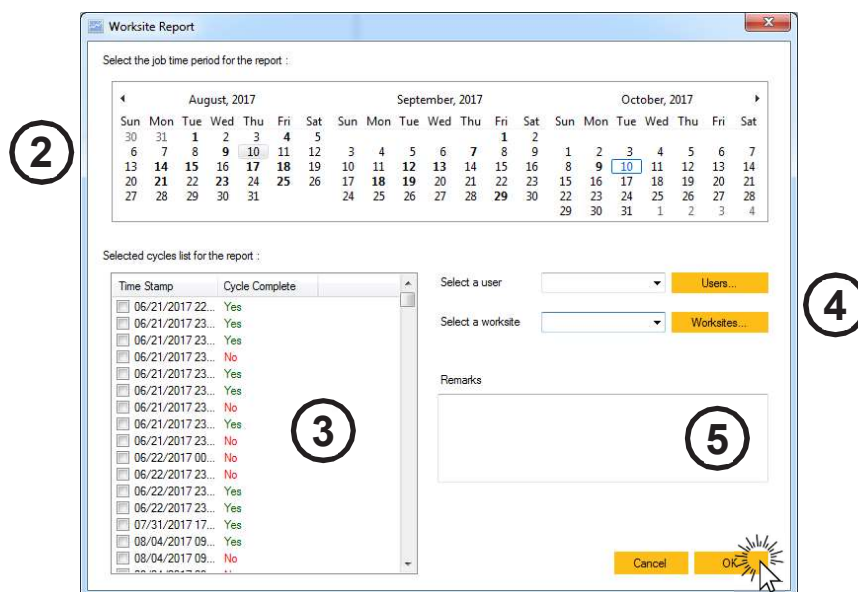 Worksite Report
Select the job time period for the report :
August, 2017 September, 2017 October, 2017
Sun Mon Tue Wed Thu Fri Sat Sun Mon Tue Wed Thu Fri Sat Sun Mon Tue Wed Thu Fri Sat
30 31 1 2 3 4 5 1 2
6 7 8 9 10 11 12 3 4 5 6 7 8 9 1 2 3 4 5 6 7
13 14 15 16 17 18 19 10 11 12 13 14 15 16 8 9 10 11 12 13 14
20 21 22 23 24 25 26 17 18 19 20 21 22 23 15 16 17 18 19 20 21
27 28 29 30 31 24 25 26 27 28 29 30 22 23 24 25 26 27 28
29 30 31 1 2 3 4
2
Selected cycles list for the report :
Time Stamp Cycle Complete
06/21/2017 22... Yes
06/21/2017 23... Yes
06/21/2017 23... Yes
06/21/2017 23... No
06/21/2017 23... Yes
06/21/2017 23... Yes
06/21/2017 23... No
06/21/2017 23... Yes
06/21/2017 23... No
06/22/2017 00... No
06/22/2017 23... No
06/22/2017 23... Yes
06/22/2017 23... Yes
07/31/2017 17... Yes
08/04/2017 09... Yes
08/04/2017 09... No
3
Select a user Users...
Select a worksite Worksites...
4
Remarks
5
Cancel OK